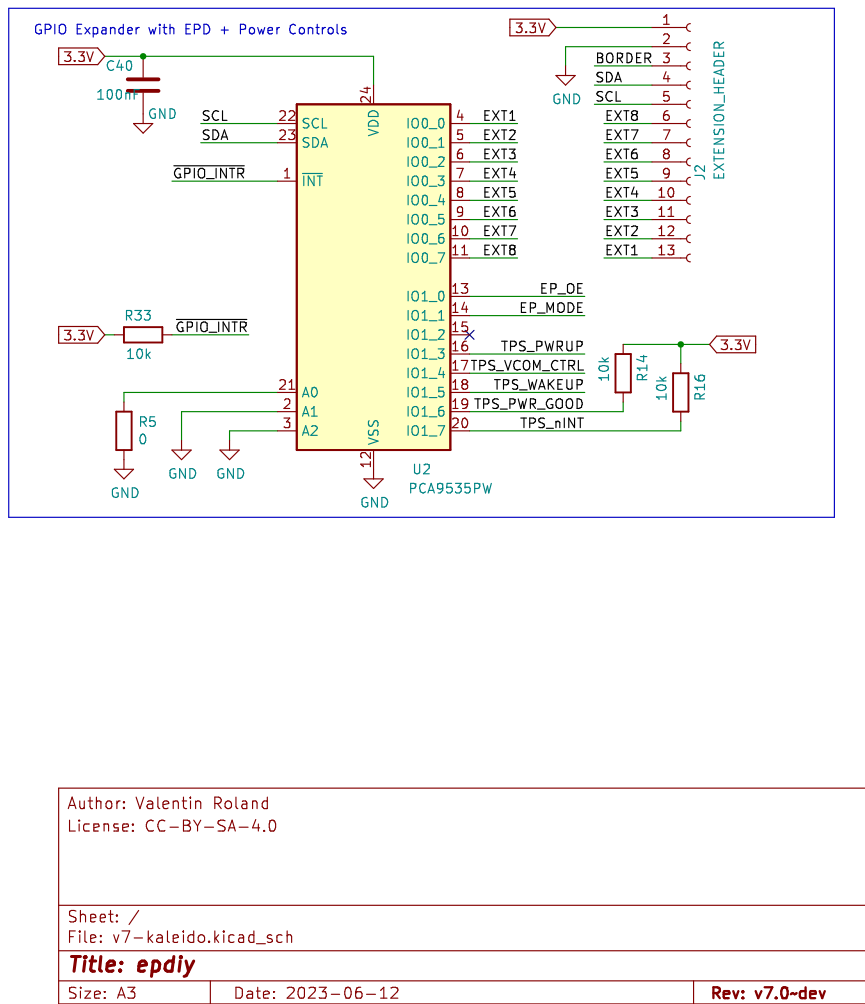 GPIO Expander with EPD + Power Controls
3.3V
C40
100nF
GND
SCL 22 SCL
SDA 23 SDA
GPIO_INTR 1 INT
24
VDD
IO0_0 4 EXT1
IO0_1 5 EXT2
IO0_2 6 EXT3
IO0_3 7 EXT4
IO0_4 8 EXT5
IO0_5 9 EXT6
IO0_6 10 EXT7
IO0_7 11 EXT8
IO1_0 13 EP_OE
IO1_1 14 EP_MODE
IO1_2 15
IO1_3 16 TPS_PWRUP
IO1_4 17 TPS_VCOM_CTRL
IO1_5 18 TPS_WAKEUP
IO1_6 19 TPS_PWR_GOOD
IO1_7 20 TPS_nINT
3.3V
1
2
BORDER 3
SDA 4
SCL 5
EXT8 6
EXT7 7
EXT6 8
EXT5 9
EXT4 10
EXT3 11
EXT2 12
EXT1 13
GND
J2
EXTENSION_HEADER
R33
3.3V
10k
GPIO_INTR
21 A0
2 A1
3 A2
R5
0
GND
GND
GND
VSS
12
GND
U2
PCA9535PW
10k
R14
10k
R16
3.3V
Author: Valentin Roland
License: CC-BY-SA-4.0
Sheet: /
File: v7-kaleido.kicad_sch
Title: epdiy
Size: A3
Date: 2023-06-12
Rev: v7.0~dev